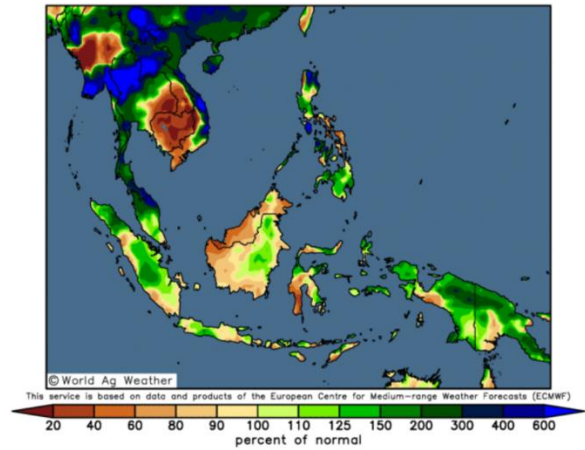 © World Ag Weather
This service is based on data and products of the European Centre for Medium-range Weather Forecasts (ECMWF)
20 40 60 80 90 100 110 125 150 200 300 400 600
percent of normal